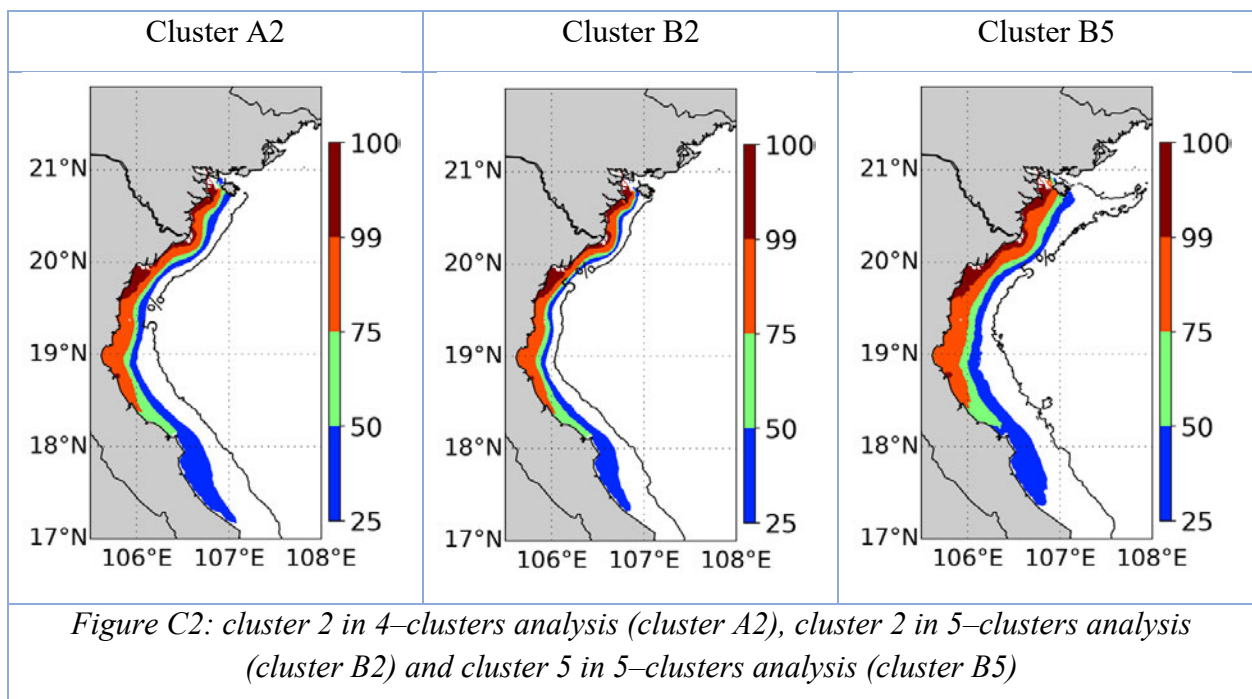 Cluster A2
Cluster B2
Cluster B5
21°N
20°N
19°N
18°N
17°N
106°E 107°E 108°E
5 %
100
99
75
50
25
21°N
20°N
19°N
18°N
17°N
106°E 107°E 108°E
5 %
100
99
75
50
25
21°N
20°N
19°N
18°N
17°N
106°E 107°E 108°E
5 %
100
99
75
50
25
Figure C2: cluster 2 in 4–clusters analysis (cluster A2), cluster 2 in 5–clusters analysis
(cluster B2) and cluster 5 in 5–clusters analysis (cluster B5)